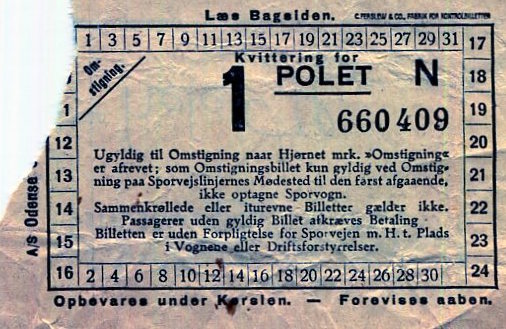 Læs Bagsiden.
C. FERSLEW & CO., FABRIK FOR KONTROLBILLETTER
1 3 5 7 9 11 13 15 17 19 21 23 25 27 29 31
Om-
stigning.
Kvittering for
1 POLET N
660409
Ugyldig til Omstigning naar Hjørnet mrk. »Omstigning«
er afrevet; som Omstigningsbillet kun gyldig ved Omstig-
ning paa Sporvejslinjernes Mødested til den først afgaaende,
ikke optagne Sporvogn.
Sammenkrøllede eller iturevne Billetter gælder ikke.
Passagerer uden gyldig Billet afkræves Betaling
Billetten er uden Forpligtelse for Sporvejen m. H. t. Plads
i Vognene eller Driftsforstyrrelser.
2 4 6 8 10 12 14 16 18 20 22 24 26 28 30
12
13
14
15
16
17
18
19
20
21
22
23
24
A/S Odense
Opbevares under Kørslen. — Forevises aaben.